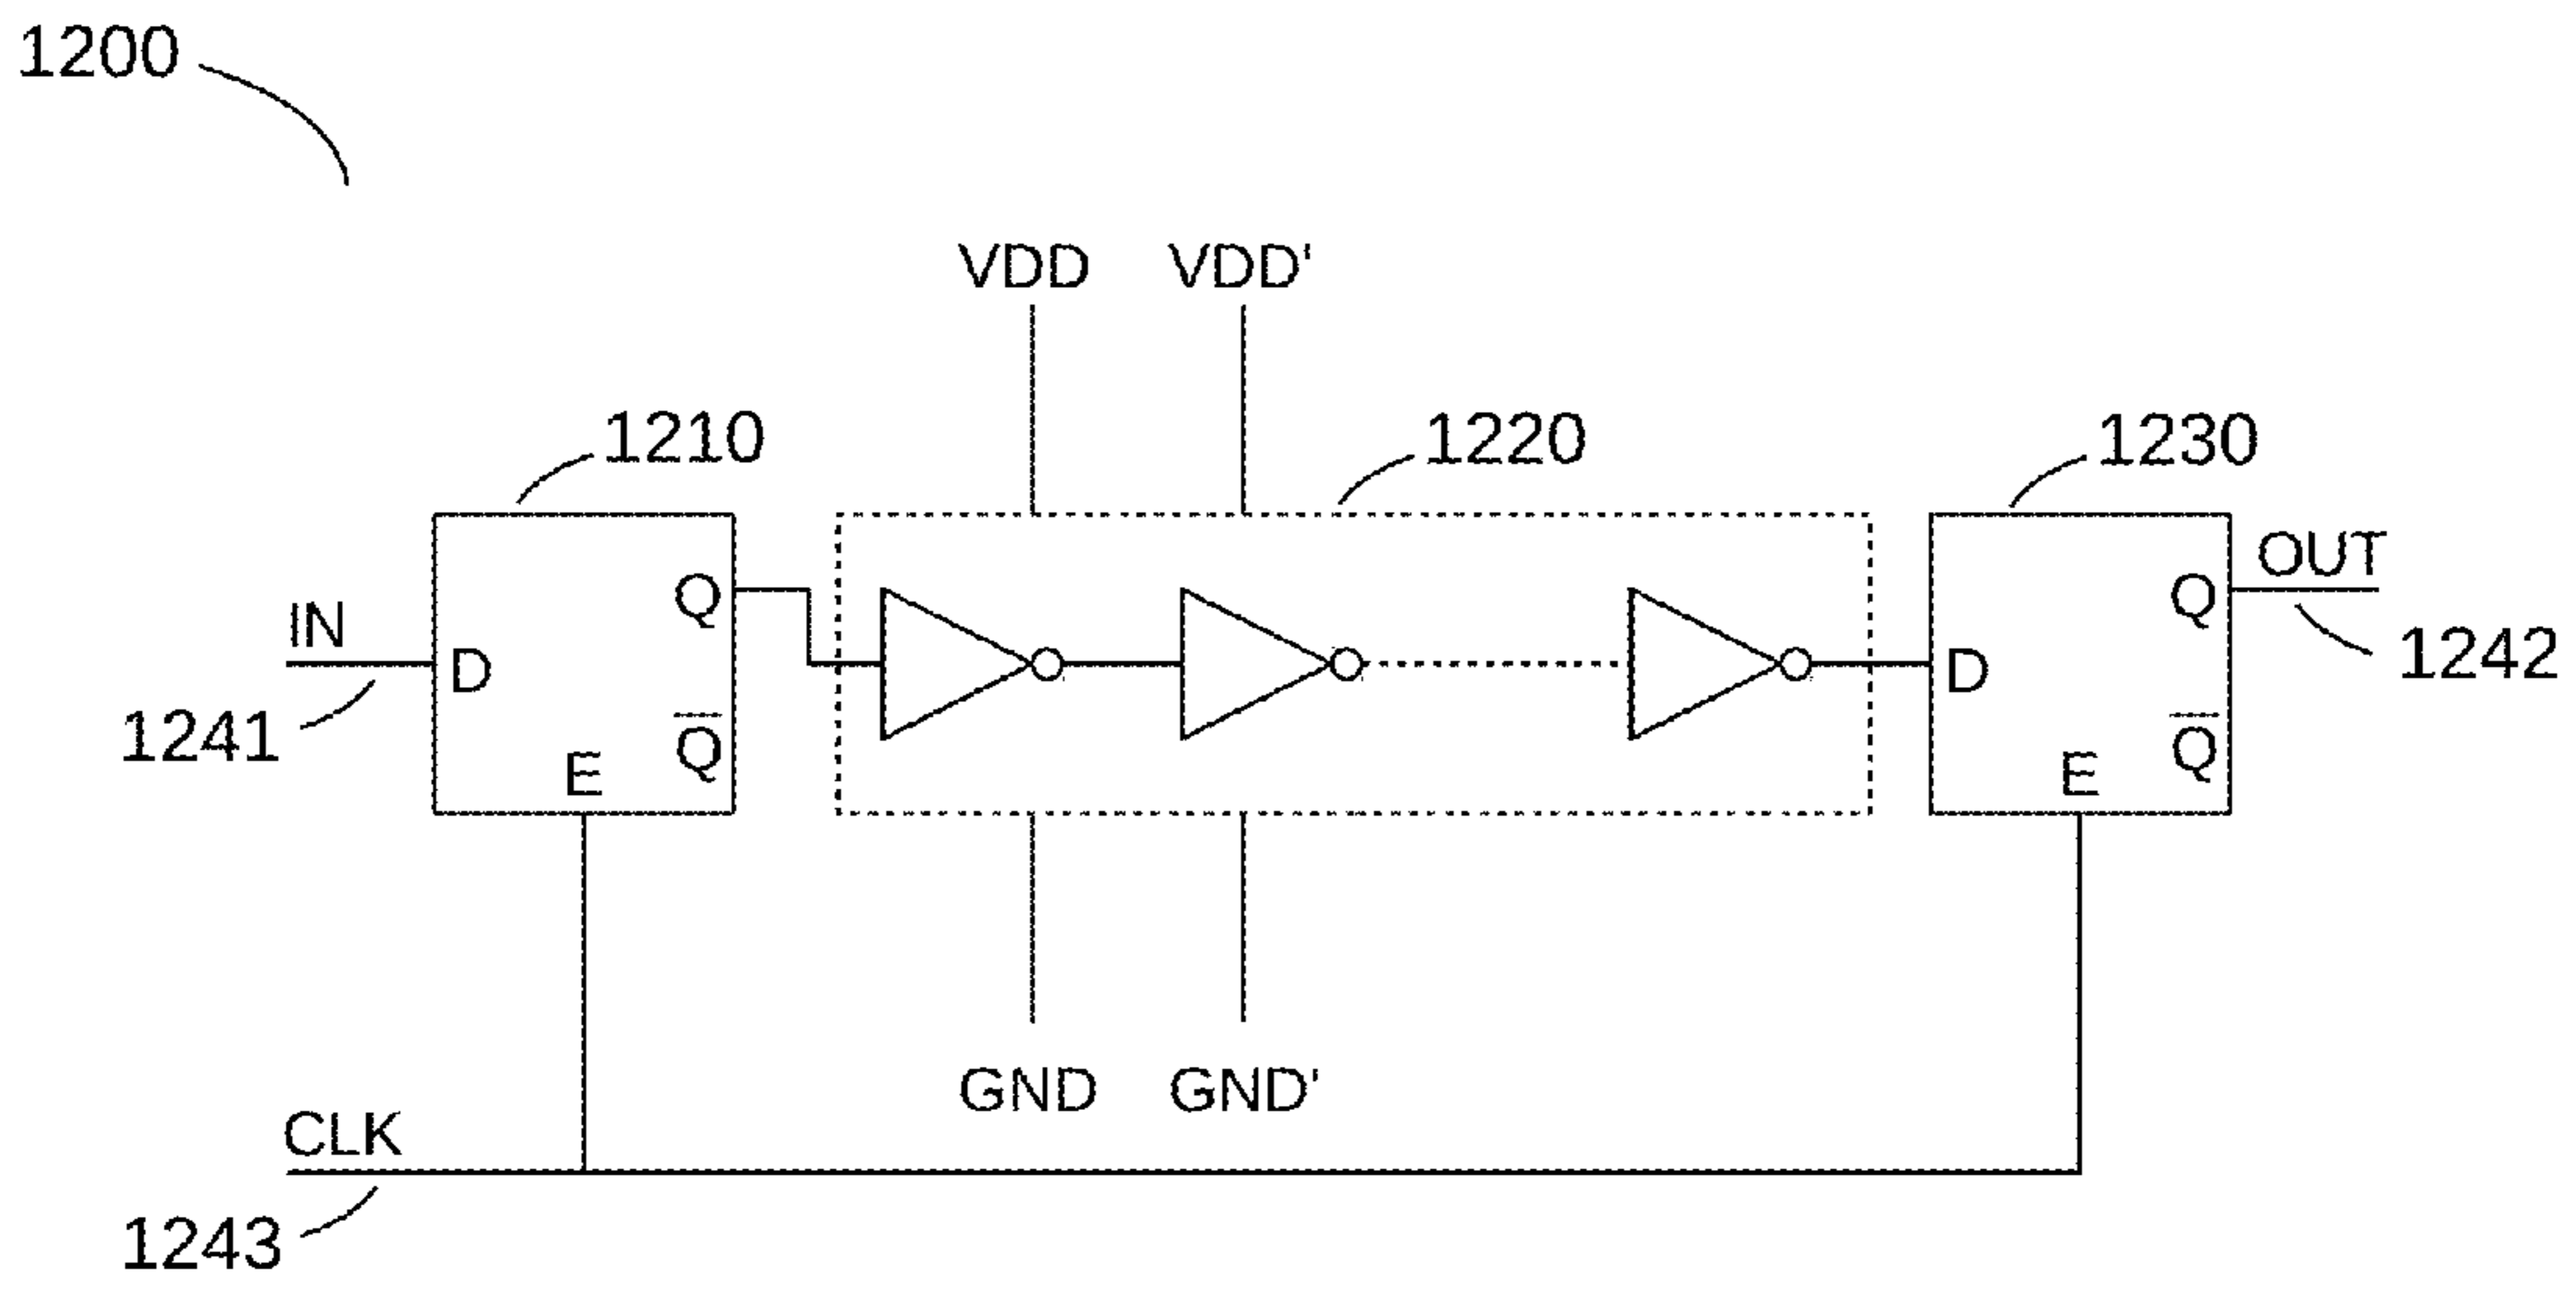 1200
VDD VDD'
1210 1220 1230
OUT
Q Q
IN
D D
1241 1242
Q̅ Q̅
E E
GND GND'
CLK
1243